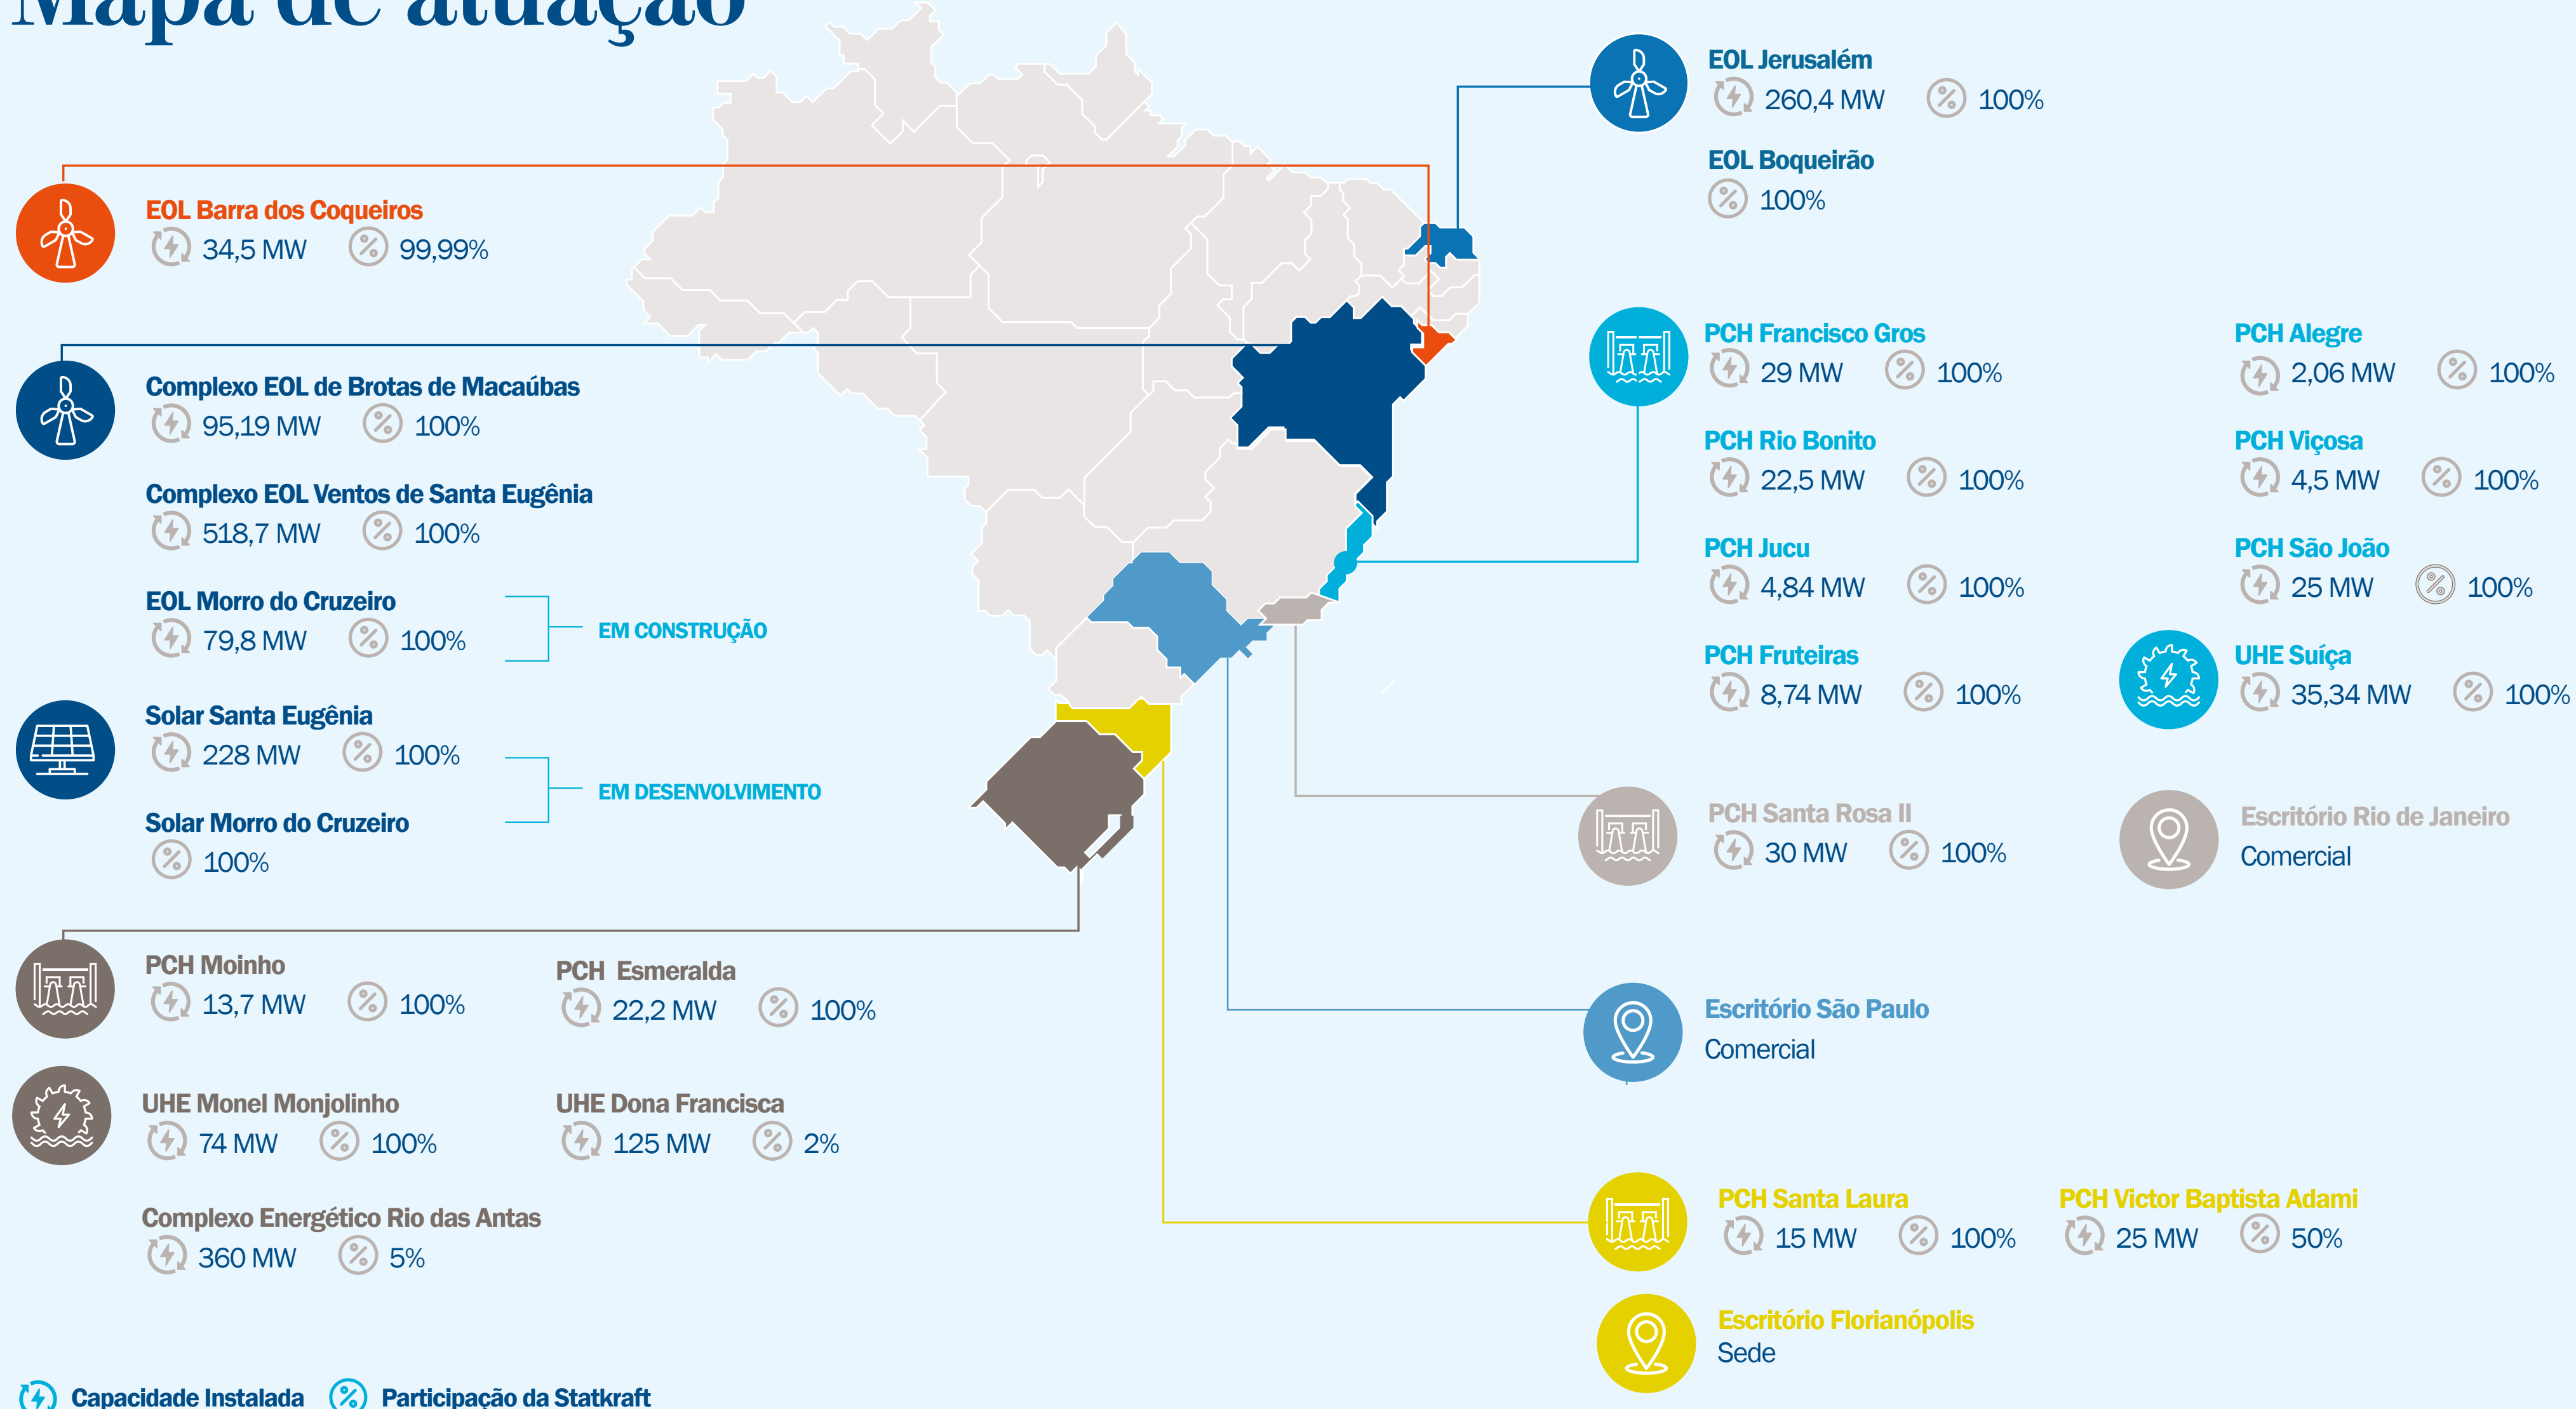 Mapa de atuação
EOL Barra dos Coqueiros
34,5 MW 99,99%
Complexo EOL de Brotas de Macaúbas
95,19 MW 100%
Complexo EOL Ventos de Santa Eugênia
518,7 MW 100%
EOL Morro do Cruzeiro
79,8 MW 100%
EM CONSTRUÇÃO
Solar Santa Eugênia
228 MW 100%
EM DESENVOLVIMENTO
Solar Morro do Cruzeiro
100%
PCH Moinho
13,7 MW 100%
PCH Esmeralda
22,2 MW 100%
UHE Monel Monjolinho
74 MW 100%
UHE Dona Francisca
125 MW 2%
Complexo Energético Rio das Antas
360 MW 5%
EOL Jerusalém
260,4 MW 100%
EOL Boqueirão
100%
PCH Francisco Gros
29 MW 100%
PCH Rio Bonito
22,5 MW 100%
PCH Jucu
4,84 MW 100%
PCH Fruteiras
8,74 MW 100%
PCH Alegre
2,06 MW 100%
PCH Viçosa
4,5 MW 100%
PCH São João
25 MW 100%
UHE Suíça
35,34 MW 100%
PCH Santa Rosa II
30 MW 100%
Escritório Rio de Janeiro
Comercial
Escritório São Paulo
Comercial
PCH Santa Laura
15 MW 100%
PCH Victor Baptista Adami
25 MW 50%
Escritório Florianópolis
Sede
Capacidade Instalada Participação da Statkraft